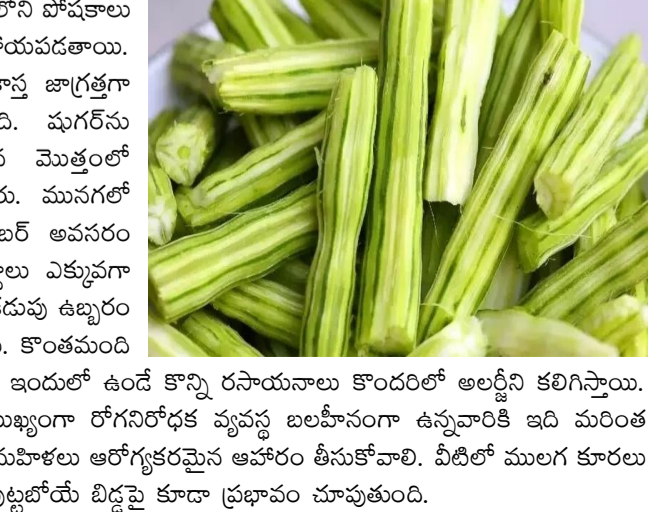 లోని పోషకాలు
యపడతాయి.
స్త జాగ్రత్తగా
ది. షుగర్‌ను
మొత్తంలో
రు. మునగలో
బర్ అవసరం
ఎక్కువగా
కడుపు ఉబ్బరం
కొంతమంది
ఇందులో ఉండే కొన్ని రసాయనాలు కొందరిలో అలర్జీని కలిగిస్తాయి.
ముఖ్యంగా రోగనిరోధక వ్యవస్థ బలహీనంగా ఉన్నవారికి ఇది మరింత
మహిళలు ఆరోగ్యకరమైన ఆహారం తీసుకోవాలి. వీటిలో ములగ కూరలు
పుట్టబోయే బిడ్డపై కూడా ప్రభావం చూపుతుంది.